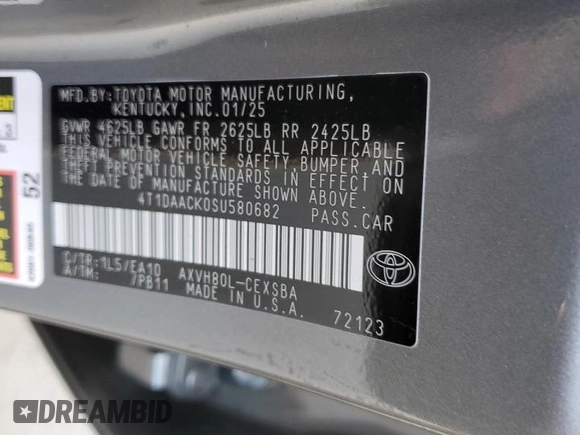 MFD.BY:TOYOTA MOTOR MANUFACTURING,
KENTUCKY,INC.01/25
GVWR 4625LB GAWR FR 2625LB RR 2425LB
THIS VEHICLE CONFORMS TO ALL APPLICABLE
FEDERAL MOTOR VEHICLE SAFETY,BUMPER,AND
THEFT PREVENTION STANDARDS IN EFFECT ON
THE DATE OF MANUFACTURE SHOWN ABOVE.
4T1DAACK0SU580682 PASS.CAR
C/TR:1L5/EA10 AXVH80L-CEXSBA
A/TM: /PB11 MADE IN U.S.A.
72123
52
DREAMBID